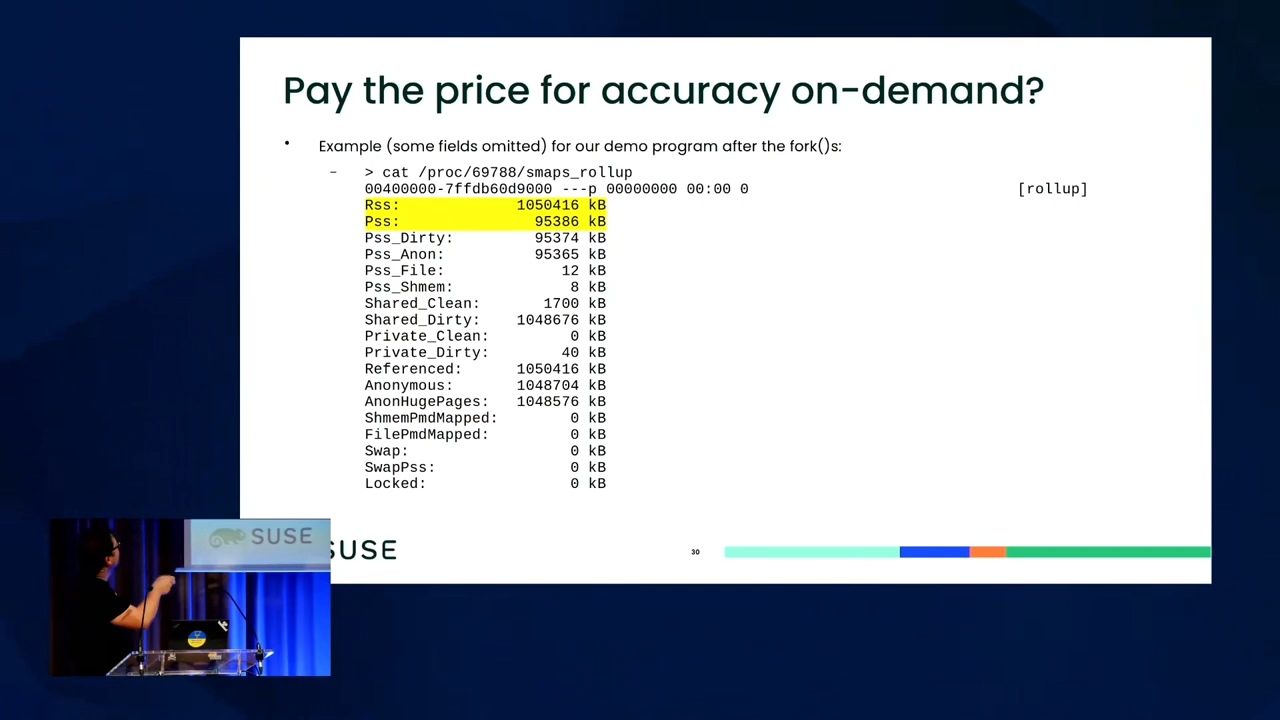 Pay the price for accuracy on-demand?
• Example (some fields omitted) for our demo program after the fork()s:
– > cat /proc/69788/smaps_rollup
00400000-7ffdb60d9000 ---p 00000000 00:00 0 [rollup]
Rss: 1050416 kB
Pss: 95386 kB
Pss_Dirty: 95374 kB
Pss_Anon: 95365 kB
Pss_File: 12 kB
Pss_Shmem: 8 kB
Shared_Clean: 1700 kB
Shared_Dirty: 1048676 kB
Private_Clean: 0 kB
Private_Dirty: 40 kB
Referenced: 1050416 kB
Anonymous: 1048704 kB
AnonHugePages: 1048576 kB
ShmemPmdMapped: 0 kB
FilePmdMapped: 0 kB
Swap: 0 kB
SwapPss: 0 kB
Locked: 0 kB
SUSE
SUSE
30